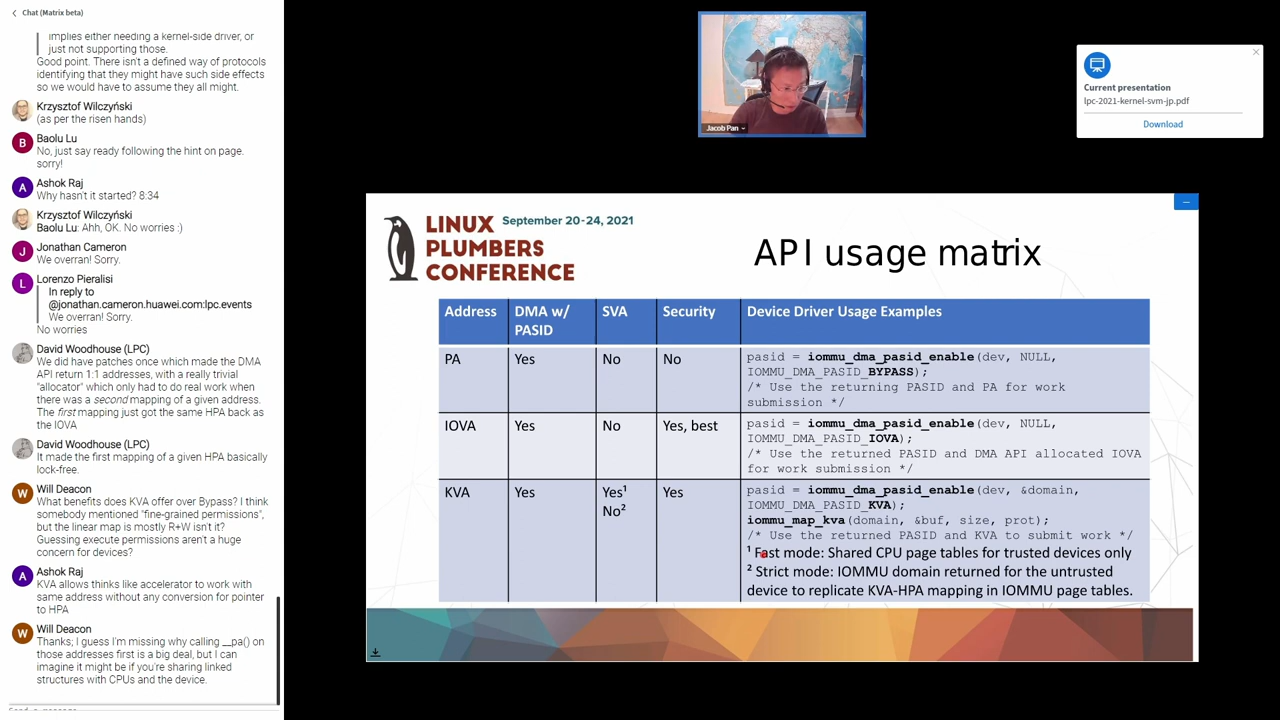 Chat (Matrix beta)
implies either needing a kernel-side driver, or
just not supporting those.
Good point. There isn't a defined way of protocols
identifying that they might have such side effects
so we would have to assume they all might.
Krzysztof Wilczyński
(as per the risen hands)
B
Baolu Lu
No, just say ready following the hint on page.
sorry!
A
Ashok Raj
Why hasn't it started? 8:34
Krzysztof Wilczyński
Baolu Lu: Ahh, OK. No worries :)
J
Jonathan Cameron
We overran! Sorry.
L
Lorenzo Pieralisi
In reply to
@jonathan.cameron.huawei.com:lpc.events
We overran! Sorry.
No worries
David Woodhouse (LPC)
We did have patches once which made the DMA
API return 1:1 addresses, with a really trivial
"allocator" which only had to do real work when
there was a second mapping of a given address.
The first mapping just got the same HPA back as
the IOVA
David Woodhouse (LPC)
It made the first mapping of a given HPA basically
lock-free.
W
Will Deacon
What benefits does KVA offer over Bypass? I think
somebody mentioned "fine-grained permissions",
but the linear map is mostly R+W isn't it?
Guessing execute permissions aren't a huge
concern for devices?
A
Ashok Raj
KVA allows thinks like accelerator to work with
same address without any conversion for pointer
to HPA
W
Will Deacon
Thanks; I guess I'm missing why calling __pa() on
those addresses first is a big deal, but I can
imagine it might be if you're sharing linked
structures with CPUs and the device.
Jacob Pan
Current presentation
lpc-2021-kernel-svm-jp.pdf
Download
LINUX
PLUMBERS
CONFERENCE
September 20-24, 2021
API usage matrix
Address
DMA w/
PASID
SVA
Security
Device Driver Usage Examples
PA
Yes
No
No
pasid = iommu_dma_pasid_enable(dev, NULL,
IOMMU_DMA_PASID_BYPASS);
/* Use the returning PASID and PA for work
submission */
IOVA
Yes
No
Yes, best
pasid = iommu_dma_pasid_enable(dev, NULL,
IOMMU_DMA_PASID_IOVA);
/* Use the returned PASID and DMA API allocated IOVA
for work submission */
KVA
Yes
Yes¹
No²
Yes
pasid = iommu_dma_pasid_enable(dev, &domain,
IOMMU_DMA_PASID_KVA);
iommu_map_kva(domain, &buf, size, prot);
/* Use the returned PASID and KVA to submit work */
¹ Fast mode: Shared CPU page tables for trusted devices only
² Strict mode: IOMMU domain returned for the untrusted
device to replicate KVA-HPA mapping in IOMMU page tables.